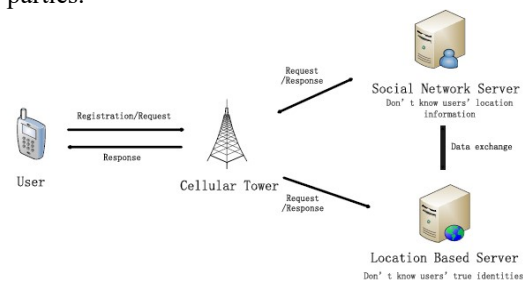 parties.
Request
/Response
Social Network Server
Don't know users' location
information
Registration/Request
Response
User
Cellular Tower
Data exchange
Request
/Response
Location Based Server
Don't know users' true identities